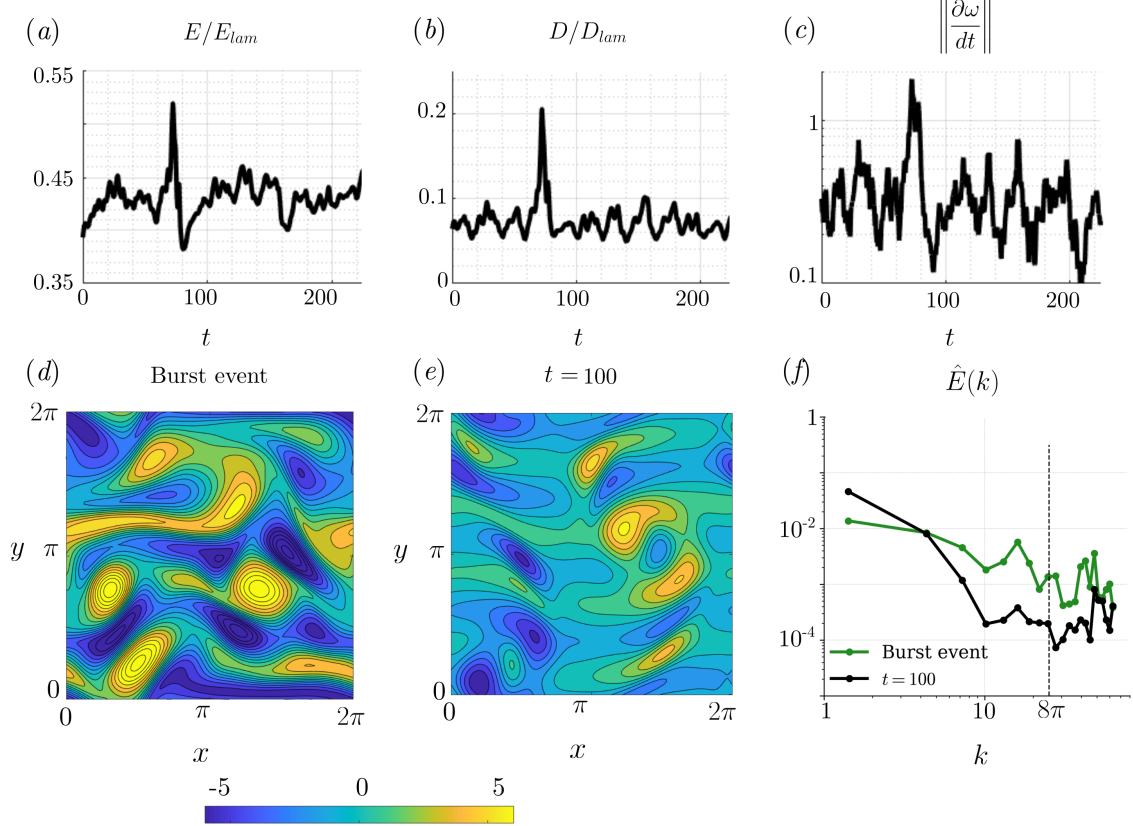 (a) E/E_lam
(b) D/D_lam
(c) ‖∂ω/dt‖
0.55
0.45
0.35
0 100 200
t
0.2
0.1
0
0 100 200
t
1
0.1
0 100 200
t
(d) Burst event
2π
y π
0
0 π 2π
x
(e) t = 100
2π
y π
0
0 π 2π
x
(f) Ê(k)
1
10⁻²
10⁻⁴
Burst event
t = 100
1 10 8π
k
-5 0 5